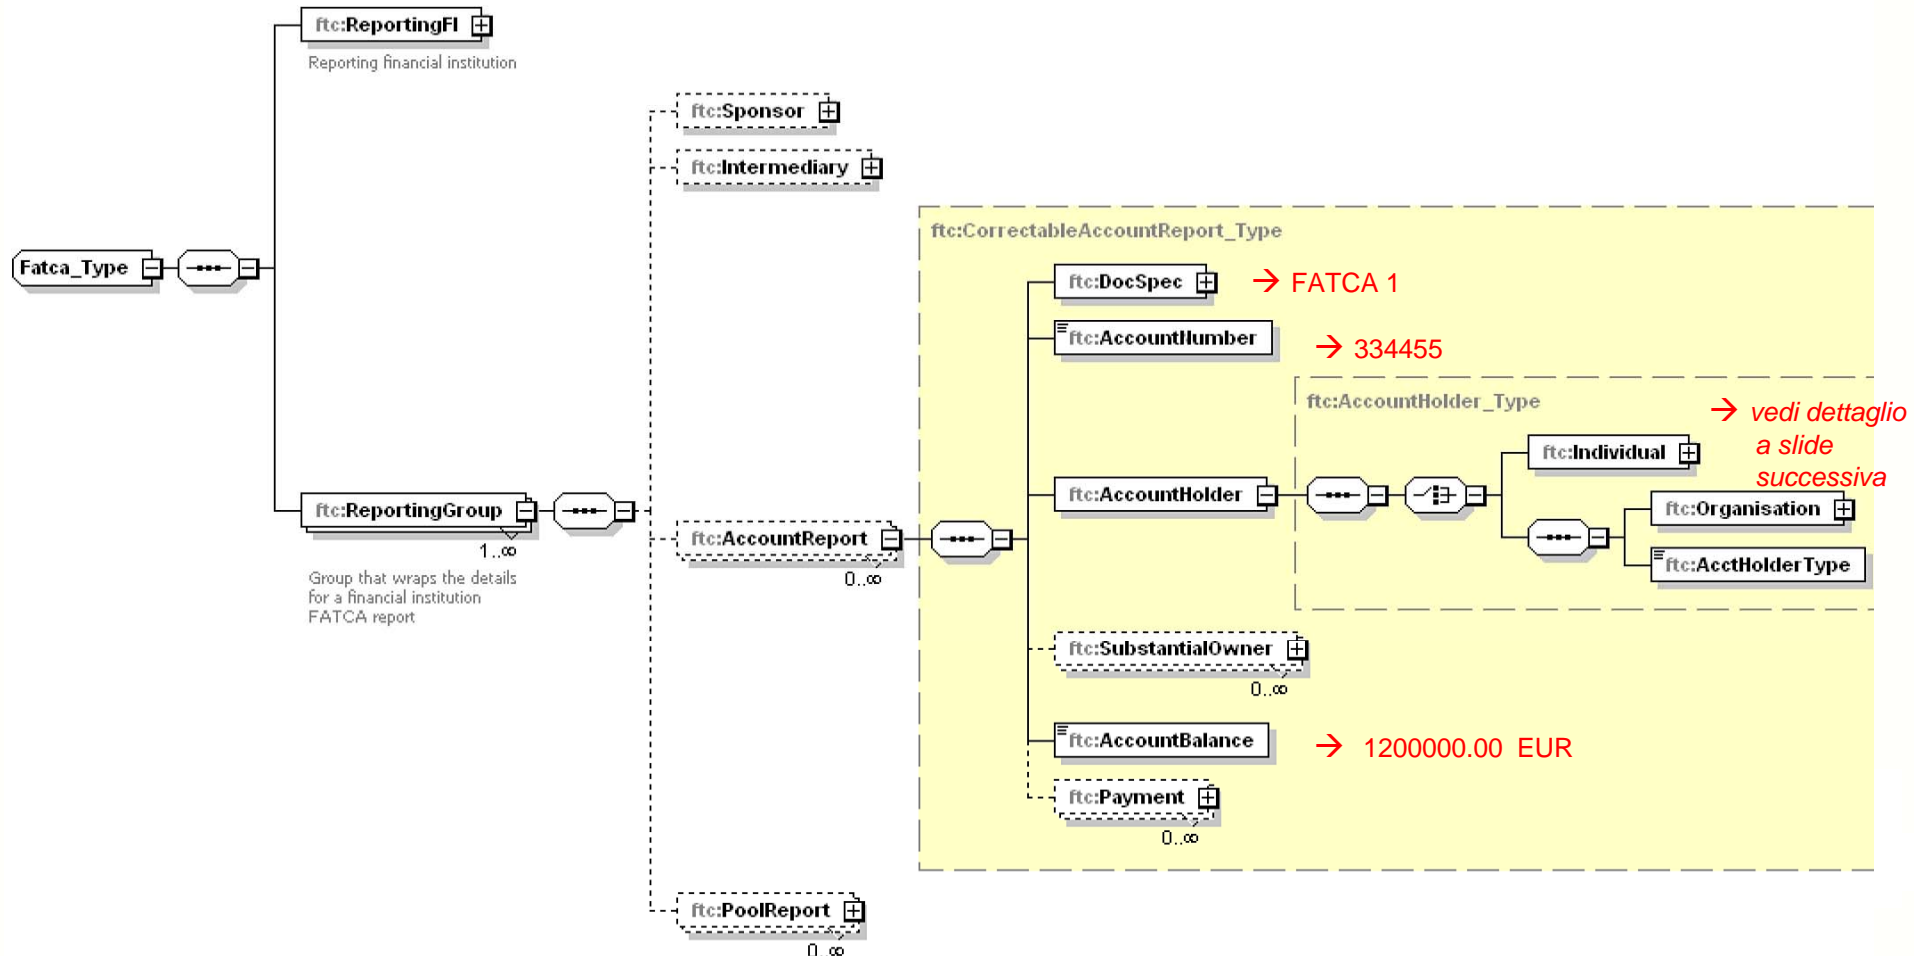 ftc:ReportingFI
Reporting financial institution
ftc:Sponsor
ftc:Intermediary
ftc:CorrectableAccountReport_Type
Fatca_Type
ftc:DocSpec
→ FATCA 1
ftc:AccountNumber
→ 334455
ftc:AccountHolder_Type
→ vedi dettaglio
a slide
successiva
ftc:Individual
ftc:AccountHolder
ftc:Organisation
ftc:ReportingGroup
1..∞
Group that wraps the details
for a financial institution
FATCA report
ftc:AccountReport
0..∞
ftc:AcctHolderType
ftc:SubstantialOwner
0..∞
ftc:AccountBalance
→ 1200000.00 EUR
ftc:Payment
0..∞
ftc:PoolReport
0..∞